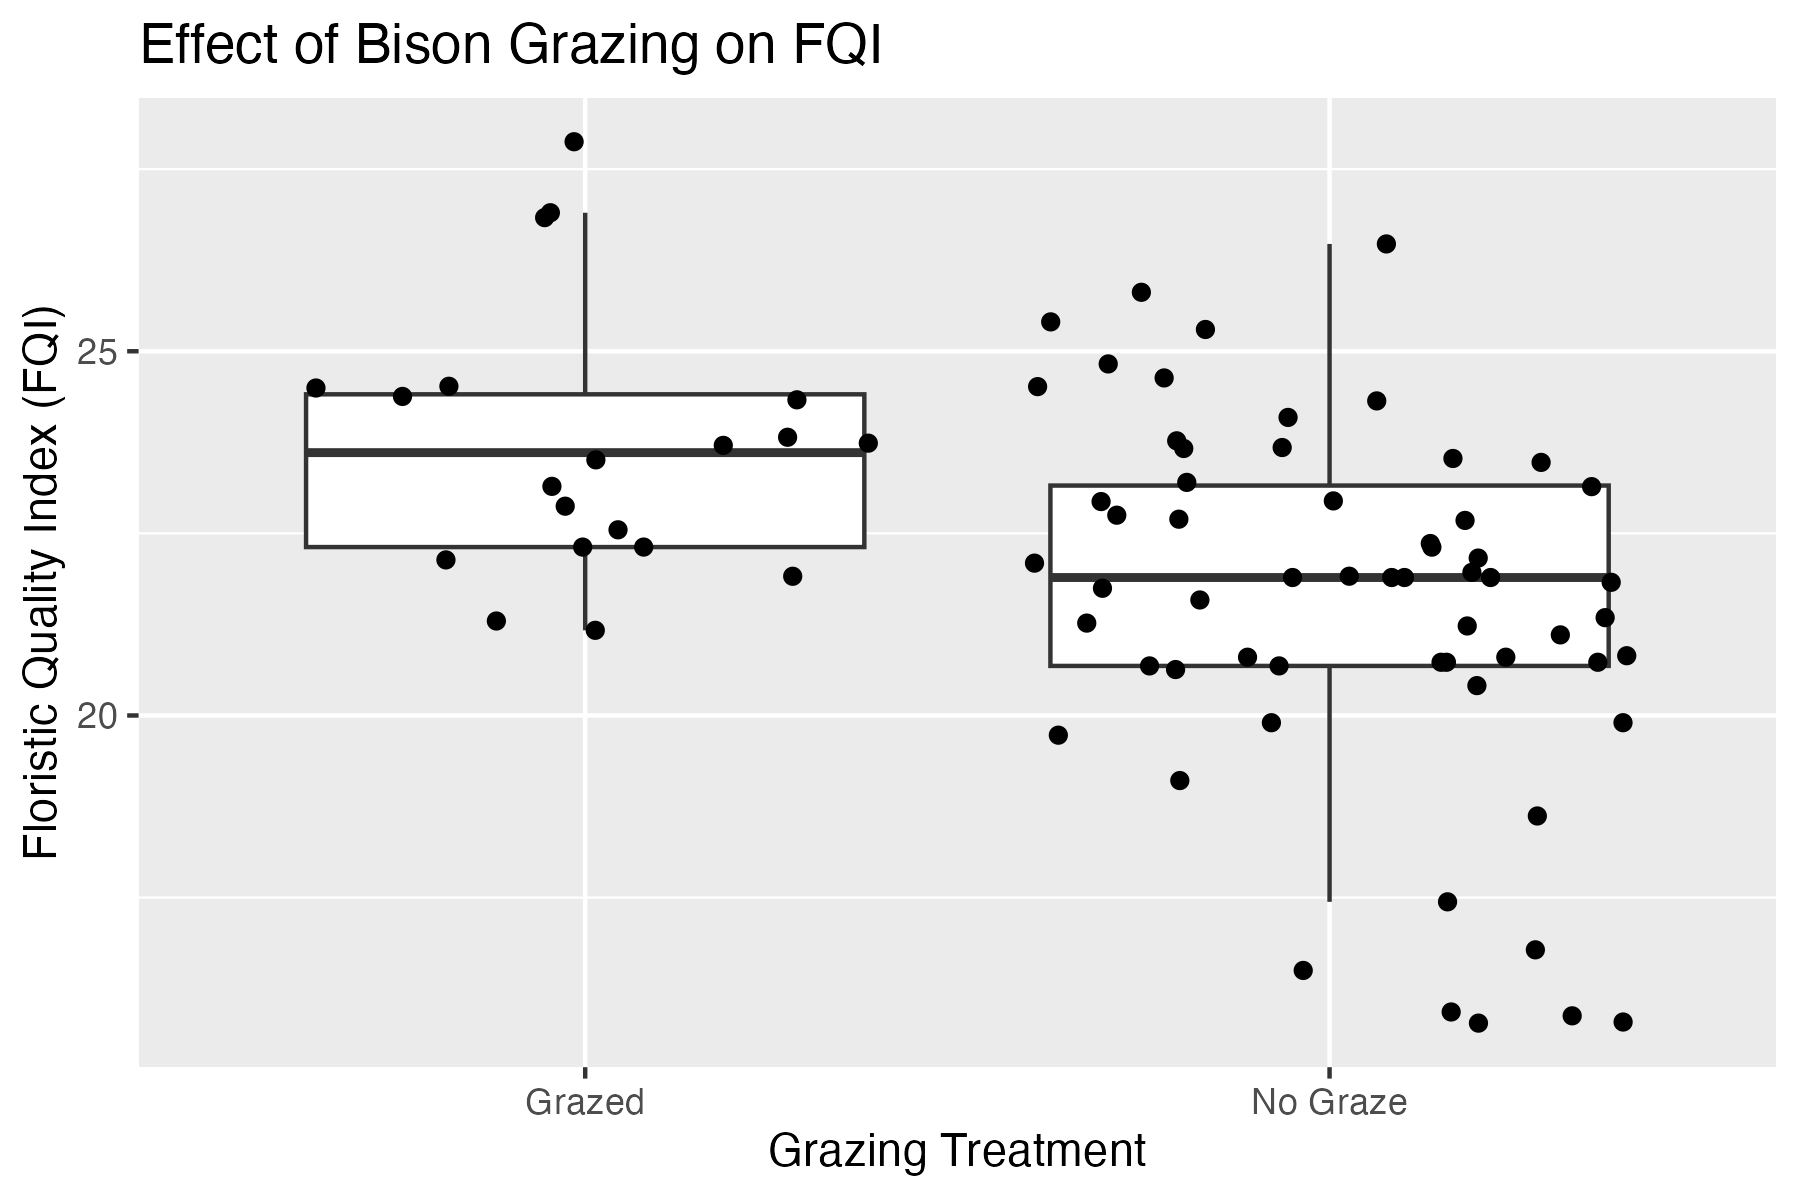 Effect of Bison Grazing on FQI
Floristic Quality Index (FQI)
25
20
Grazed
No Graze
Grazing Treatment